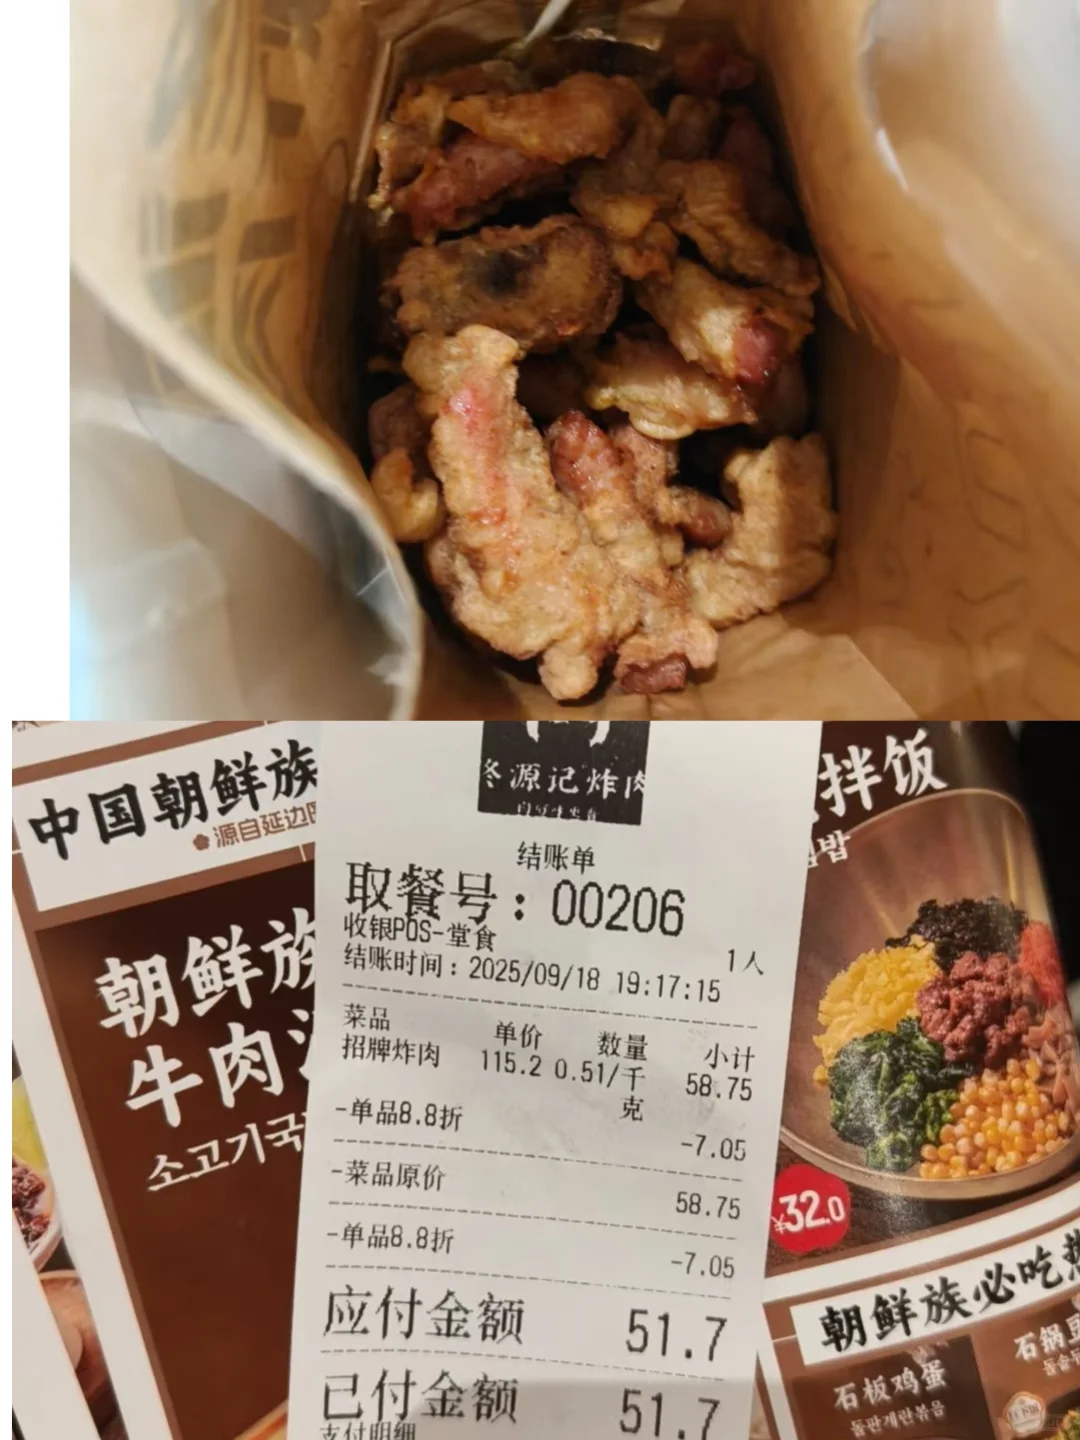 中国朝鲜族
源自延边
朝鲜族
牛肉汤
소고기국
源记炸肉
结账单
取餐号：00206
收银POS-堂食
1人
结账时间：2025/09/18 19:17:15
菜品 单价 数量 小计
招牌炸肉 115.2 0.51/千克 58.75
-单品8.8折 -7.05
-菜品原价 58.75
-单品8.8折 -7.05
应付金额 51.7
已付金额 51.7
支付明细
拌饭
밥
¥32.0
朝鲜族必吃
石板鸡蛋
돌판계란볶음
石锅